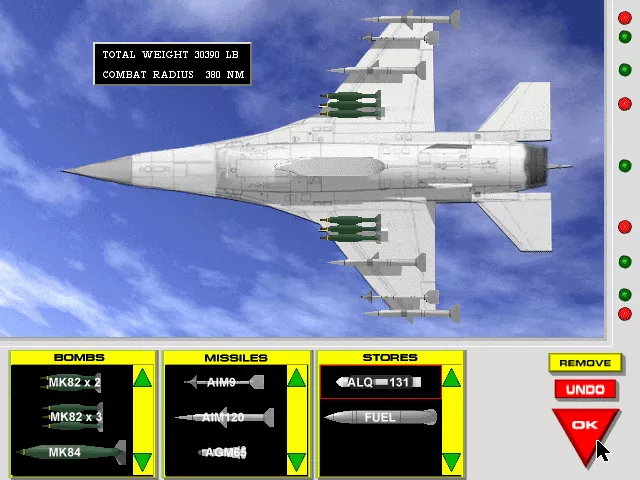 TOTAL WEIGHT 30390 LB
COMBAT RADIUS 380 NM
BOMBS
MK82 x 2
MK82 x 3
MK84
MISSILES
AIM9
AIM120
AGM65
STORES
ALQ 131
FUEL
REMOVE
UNDO
OK